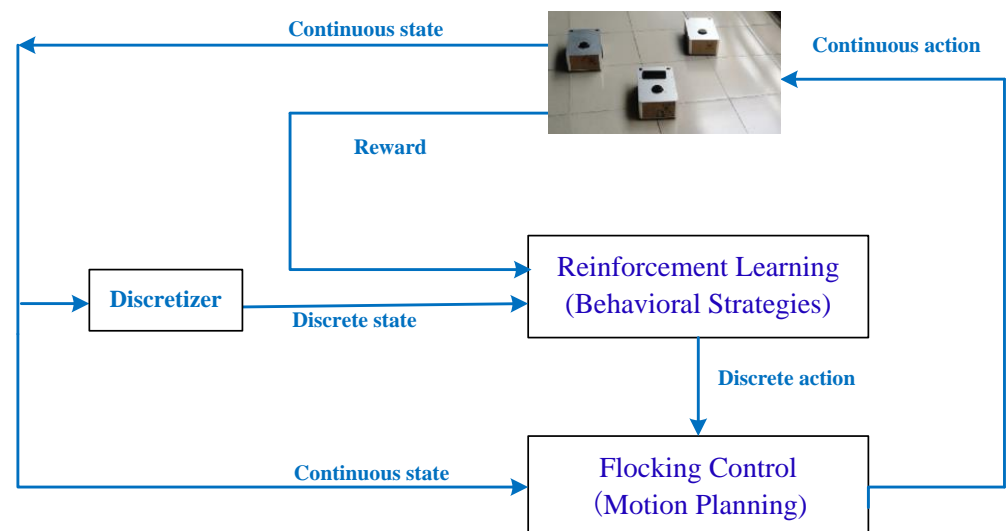 Continuous state
Continuous action
Reward
Reinforcement Learning
(Behavioral Strategies)
Discretizer
Discrete state
Discrete action
Continuous state
Flocking Control
(Motion Planning)